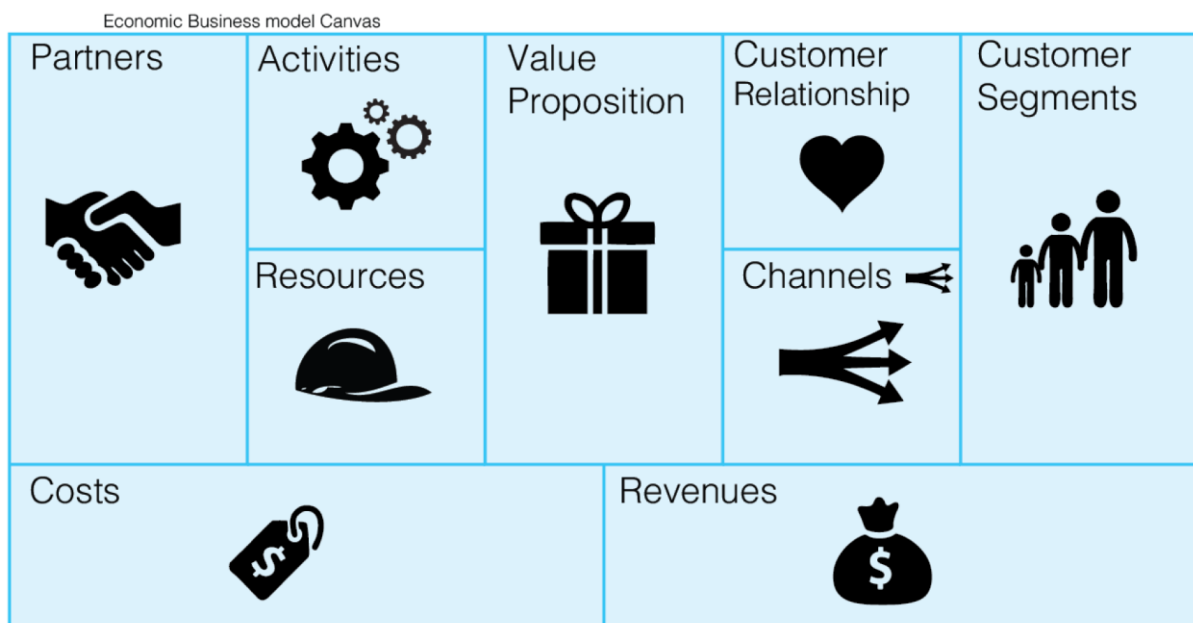 Economic Business model Canvas
Partners
Activities
Value
Proposition
Customer
Relationship
Customer
Segments
Resources
Channels
Costs
$
Revenues
$